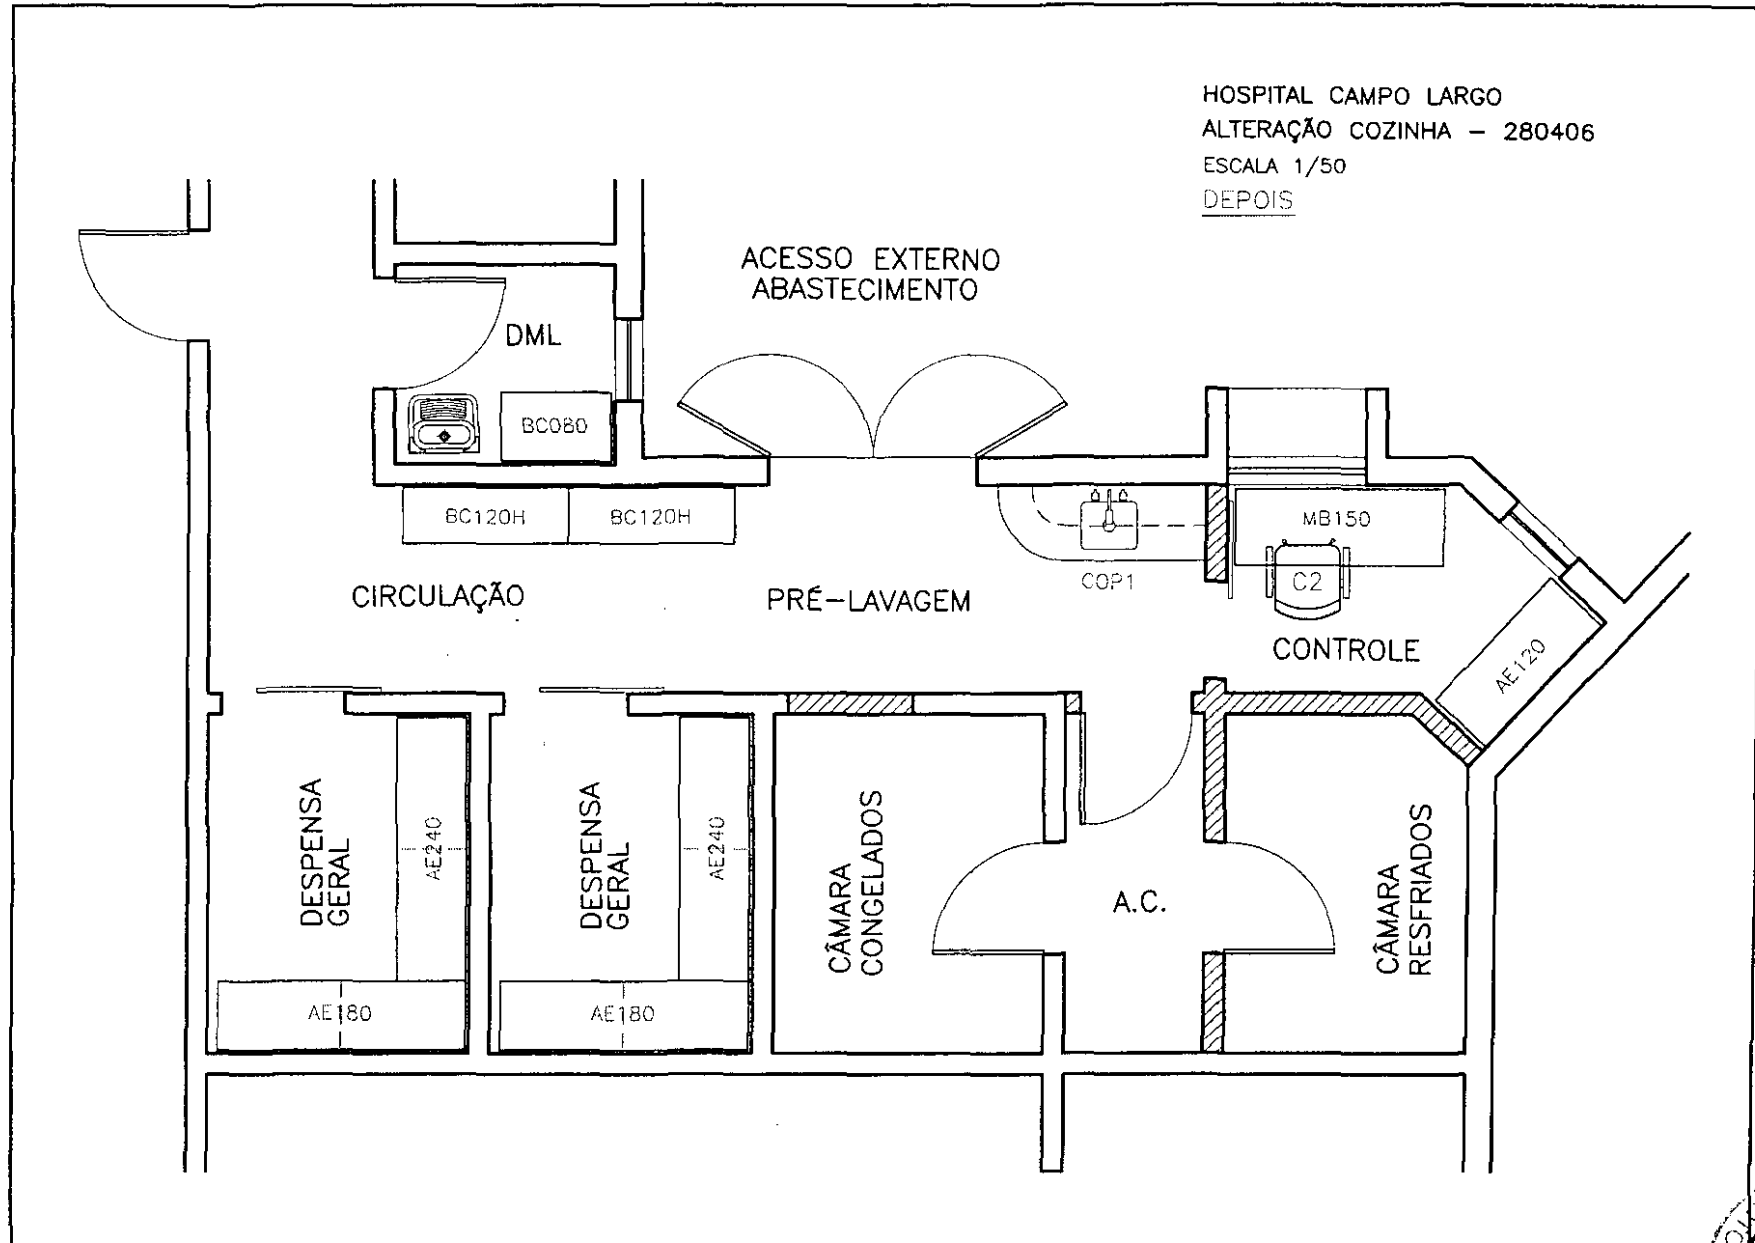 HOSPITAL CAMPO LARGO
ALTERAÇÃO COZINHA - 280406
ESCALA 1/50
DEPOIS
ACESSO EXTERNO
ABASTECIMENTO
DML
BC080
BC120H
BC120H
MB150
COP1
C2
CIRCULAÇÃO
PRÉ-LAVAGEM
CONTROLE
AE120
DESPENSA
GERAL
AE240
AE180
DESPENSA
GERAL
AE240
AE180
CÂMARA
CONGELADOS
A.C.
CÂMARA
RESFRIADOS